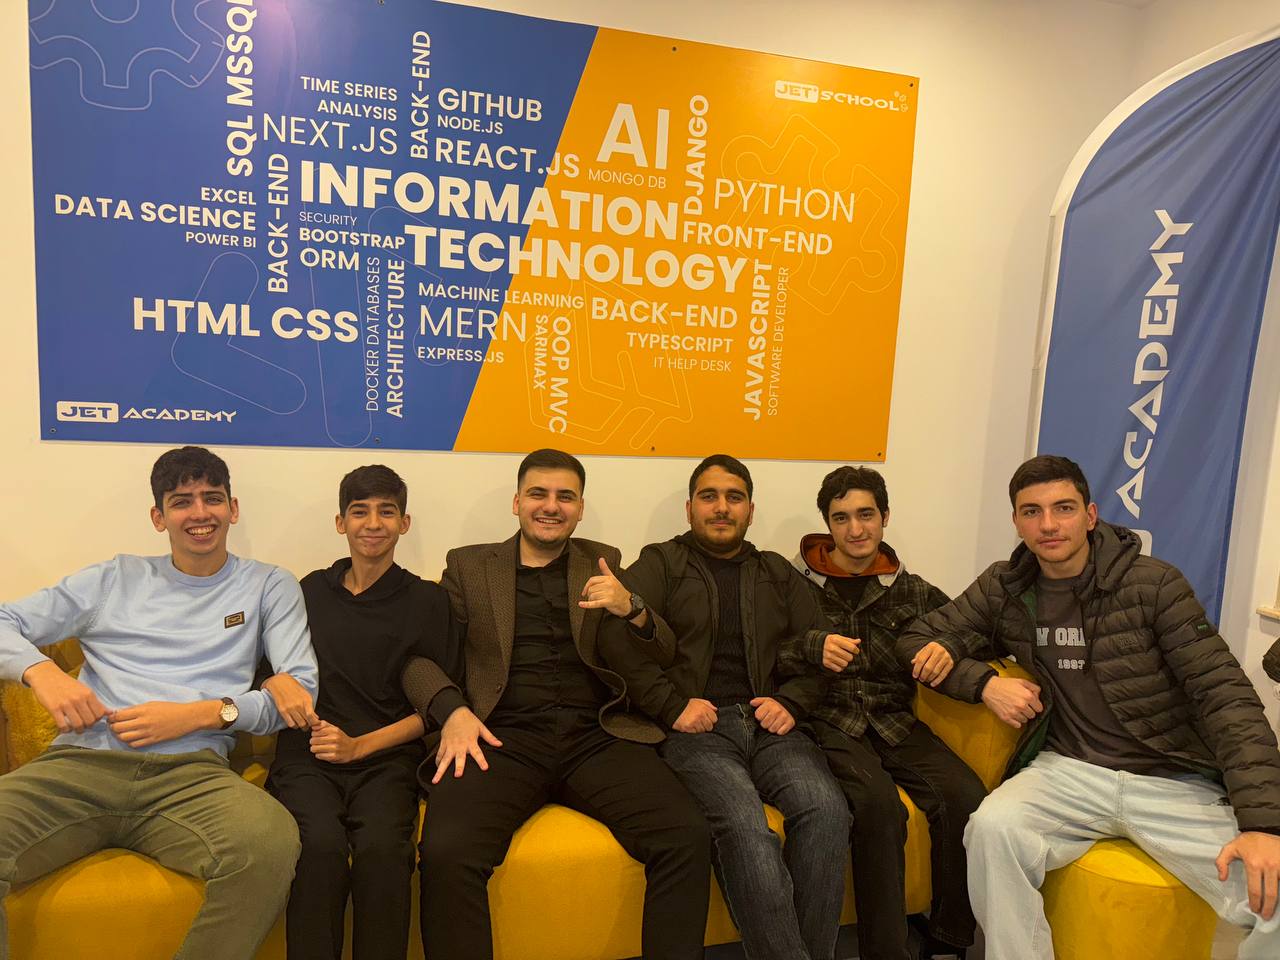 SQL MSSQL
TIME SERIES
ANALYSIS
BACK-END
GITHUB
NODE.JS
NEXT.JS
REACT.JS
AI
MONGO DB
DJANGO
JET SCHOOL
PYTHON
EXCEL
DATA SCIENCE
POWER BI
BACK-END
INFORMATION
TECHNOLOGY
SECURITY
BOOTSTRAP
ORM
FRONT-END
HTML CSS
DOCKER DATABASES
ARCHITECTURE
MACHINE LEARNING
MERN
EXPRESS.JS
SARIMAX
OOP MVC
BACK-END
TYPESCRIPT
IT HELP DESK
JAVASCRIPT
SOFTWARE DEVELOPER
JET ACADEMY
ACADEMY
1997